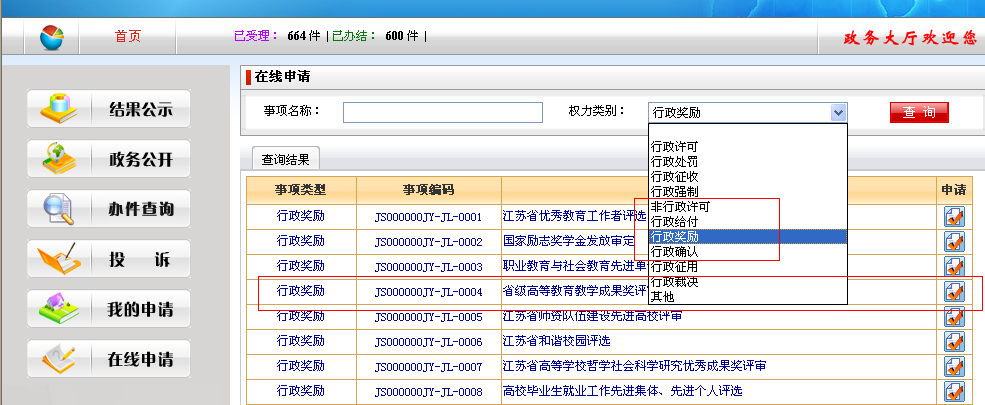 首页
已受理： 664 件 | 已办结： 600 件 |
政务大厅欢迎您
结果公示
政务公开
办件查询
投 诉
我的申请
在线申请
在线申请
事项名称：
权力类别：
行政奖励
查 询
行政许可
行政处罚
行政征收
行政强制
非行政许可
行政给付
行政奖励
行政确认
行政征用
行政裁决
其他
查询结果
事项类型 事项编码 申请
行政奖励 JS000000JY-JL-0001 江苏省优秀教育工作者评选
行政奖励 JS000000JY-JL-0002 国家励志奖学金发放审定
行政奖励 JS000000JY-JL-0003 职业教育与社会教育先进单
行政奖励 JS000000JY-JL-0004 省级高等教育教学成果奖评
行政奖励 JS000000JY-JL-0005 江苏省师资队伍建设先进高校评审
行政奖励 JS000000JY-JL-0006 江苏省和谐校园评选
行政奖励 JS000000JY-JL-0007 江苏省高等学校哲学社会科学研究优秀成果奖评审
行政奖励 JS000000JY-JL-0008 高校毕业生就业工作先进集体、先进个人评选